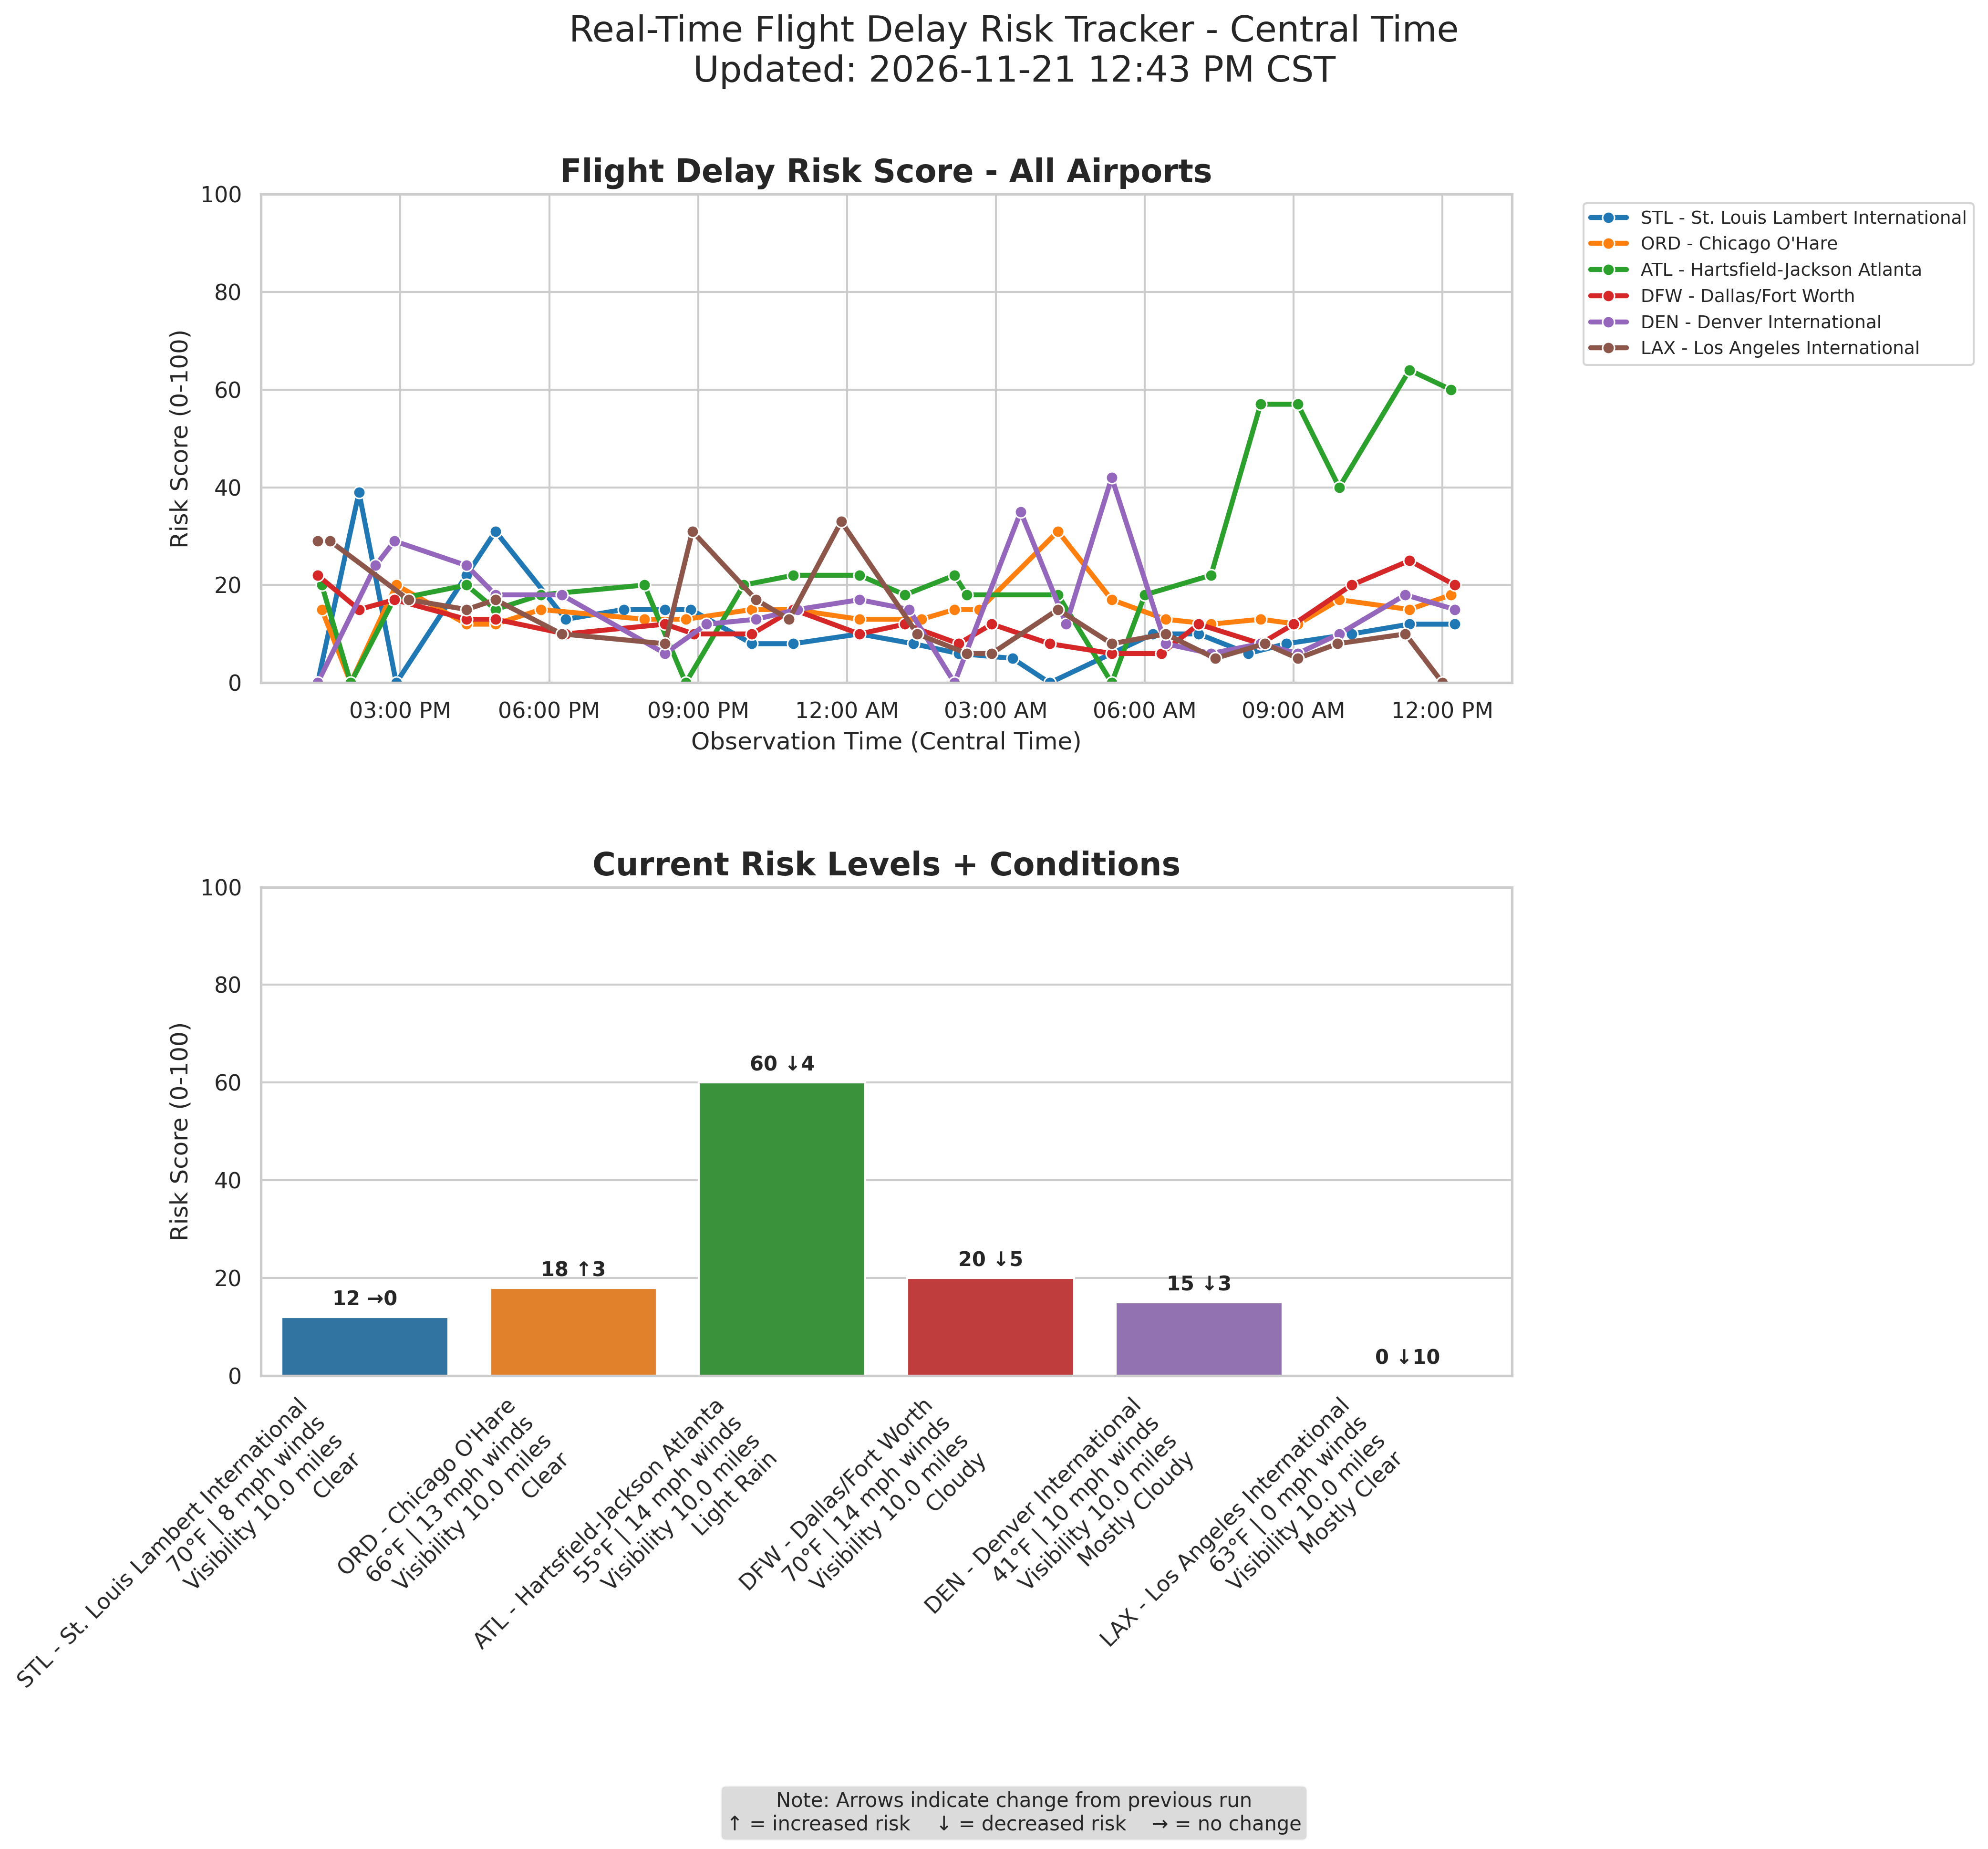 Real-Time Flight Delay Risk Tracker - Central Time
Updated: 2026-11-21 12:43 PM CST
Flight Delay Risk Score - All Airports
100
80
60
40
20
0
Risk Score (0-100)
03:00 PM
06:00 PM
09:00 PM
12:00 AM
03:00 AM
06:00 AM
09:00 AM
12:00 PM
Observation Time (Central Time)
STL - St. Louis Lambert International
ORD - Chicago O'Hare
ATL - Hartsfield-Jackson Atlanta
DFW - Dallas/Fort Worth
DEN - Denver International
LAX - Los Angeles International
Current Risk Levels + Conditions
100
80
60
40
20
0
Risk Score (0-100)
12 →0
18 ↑3
60 ↓4
20 ↓5
15 ↓3
0 ↓10
STL - St. Louis Lambert International
70°F | 8 mph winds
Visibility 10.0 miles
Clear
ORD - Chicago O'Hare
66°F | 13 mph winds
Visibility 10.0 miles
Clear
ATL - Hartsfield-Jackson Atlanta
55°F | 14 mph winds
Visibility 10.0 miles
Light Rain
DFW - Dallas/Fort Worth
70°F | 14 mph winds
Visibility 10.0 miles
Cloudy
DEN - Denver International
41°F | 10 mph winds
Visibility 10.0 miles
Mostly Cloudy
LAX - Los Angeles International
63°F | 0 mph winds
Visibility 10.0 miles
Mostly Clear
Note: Arrows indicate change from previous run
↑ = increased risk ↓ = decreased risk → = no change